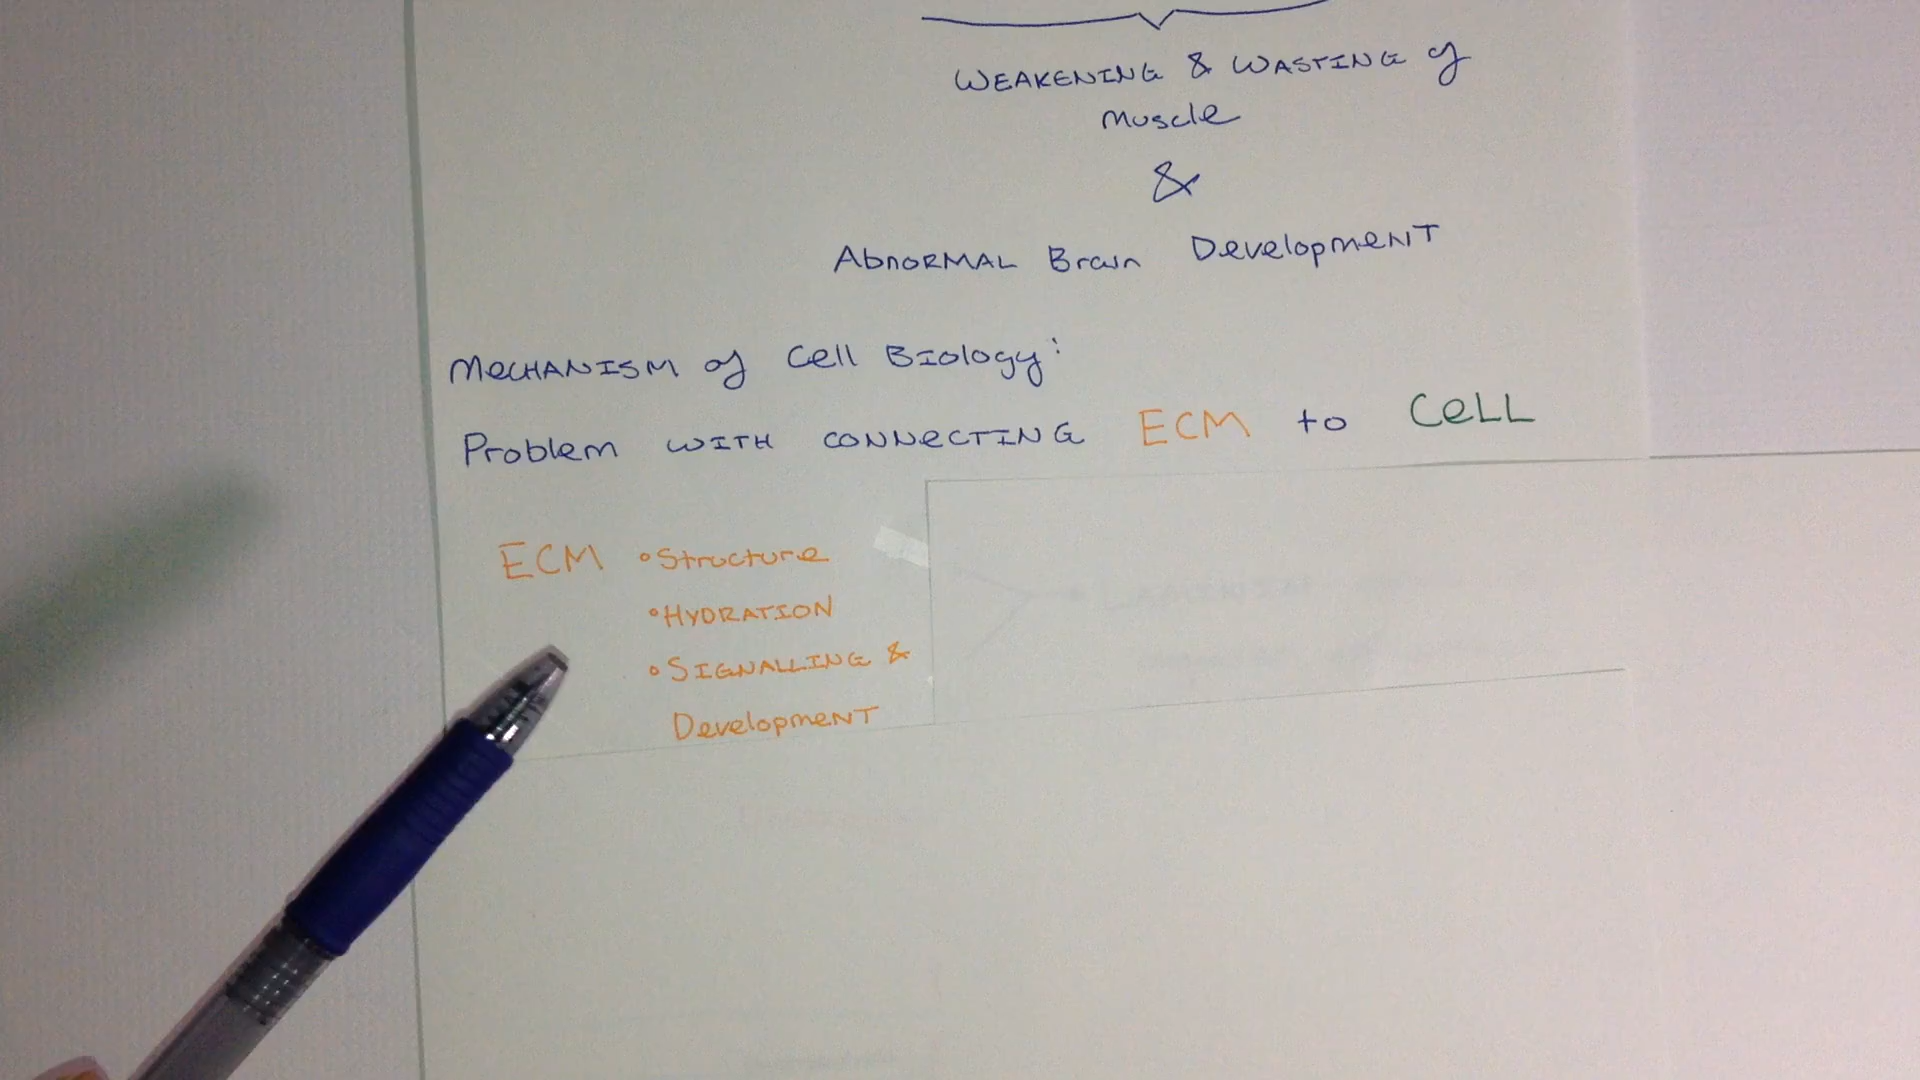 WEAKENING & WASTING of
Muscle
&
Abnormal Brain Development
Mechanism of Cell Biology:
Problem with connecting ECM to Cell
ECM • Structure
• Hydration
• Signalling &
Development
Laminin